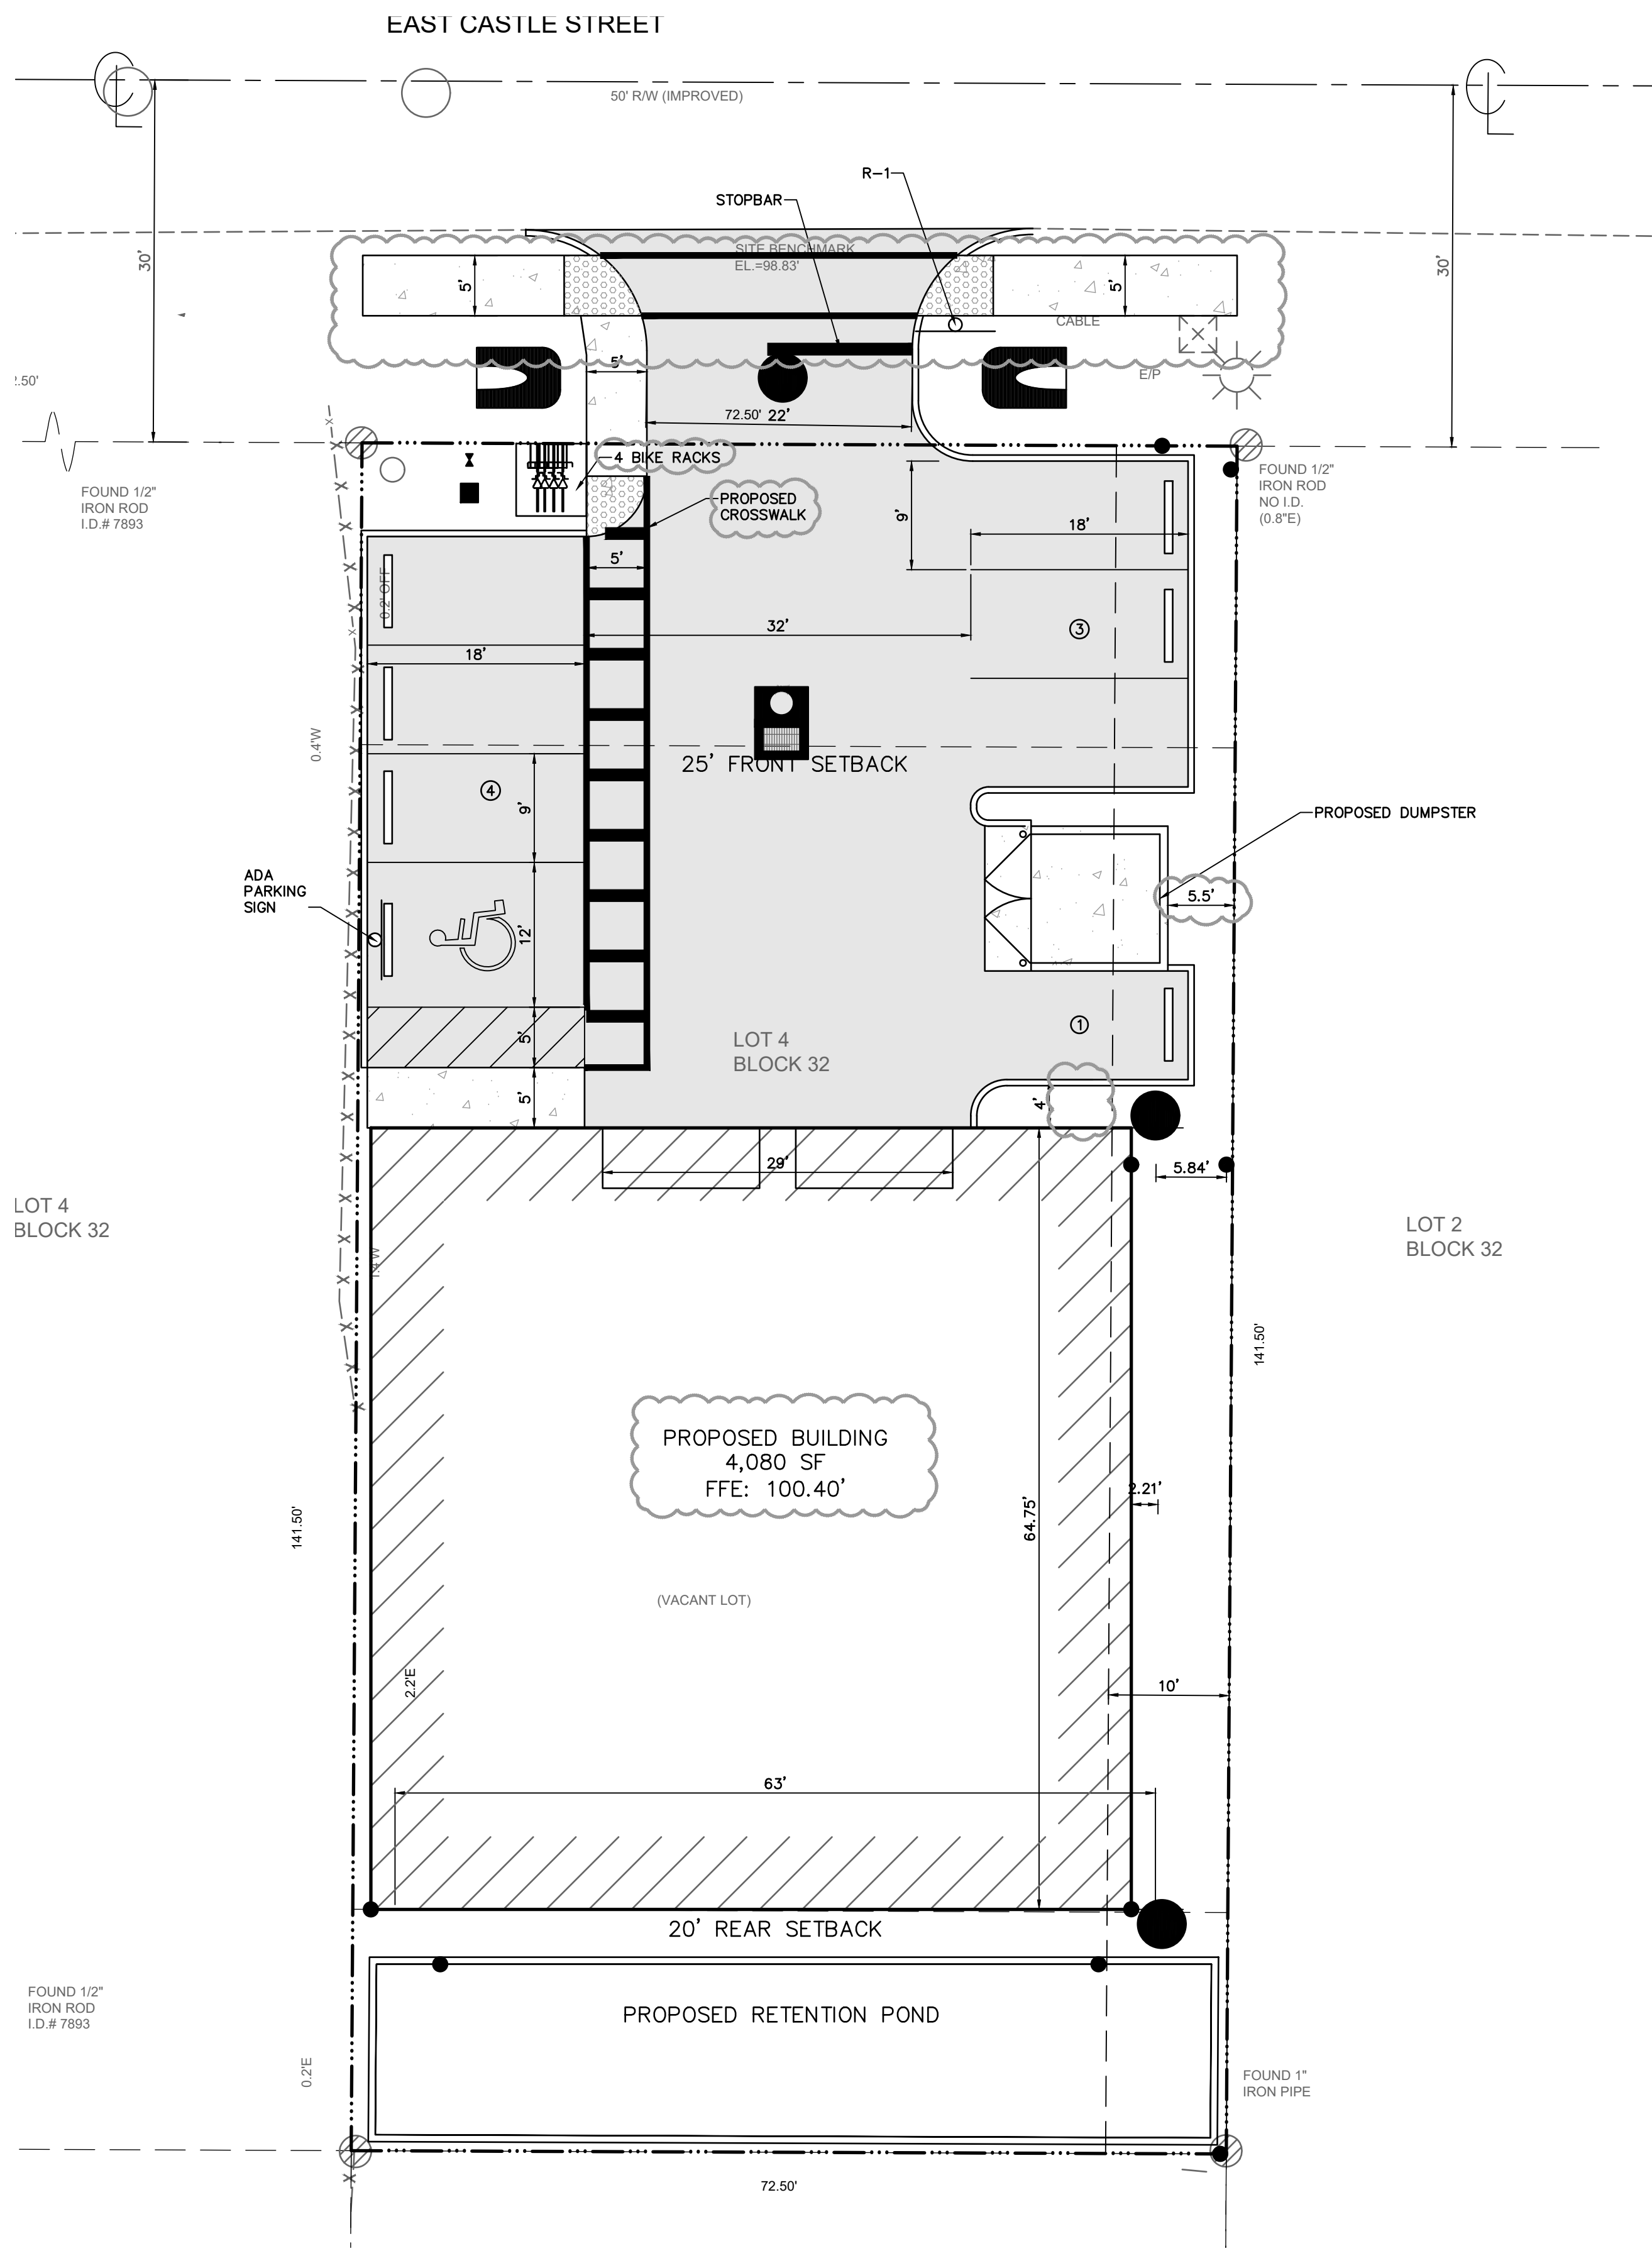 EAST CASTLE STREET
50' R/W (IMPROVED)
R-1
STOPBAR
30'
30'
SITE BENCHMARK
EL.=98.83'
5'
5'
CABLE
5'
E/P
2.50'
72.50' 22'
4 BIKE RACKS
FOUND 1/2"
IRON ROD
I.D.# 7893
FOUND 1/2"
IRON ROD
NO I.D.
(0.8"E)
PROPOSED
CROSSWALK
9'
18'
5'
0.2' OFF
32'
3
18'
0.4'W
25' FRONT SETBACK
4
9'
PROPOSED DUMPSTER
ADA
PARKING
SIGN
5.5'
12'
LOT 4
BLOCK 32
1
5'
5'
4'
29'
5.84'
LOT 4
BLOCK 32
LOT 2
BLOCK 32
141.50'
PROPOSED BUILDING
4,080 SF
FFE: 100.40'
2.21'
64.75'
141.50'
(VACANT LOT)
2.2'E
10'
63'
20' REAR SETBACK
PROPOSED RETENTION POND
FOUND 1/2"
IRON ROD
I.D.# 7893
0.2'E
FOUND 1"
IRON PIPE
72.50'